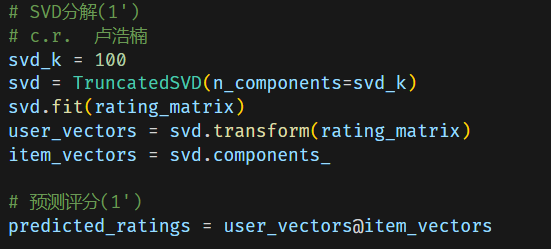 # SVD分解(1')
# c.r.  卢浩楠
svd_k = 100
svd = TruncatedSVD(n_components=svd_k)
svd.fit(rating_matrix)
user_vectors = svd.transform(rating_matrix)
item_vectors = svd.components_
# 预测评分(1')
predicted_ratings = user_vectors@item_vectors